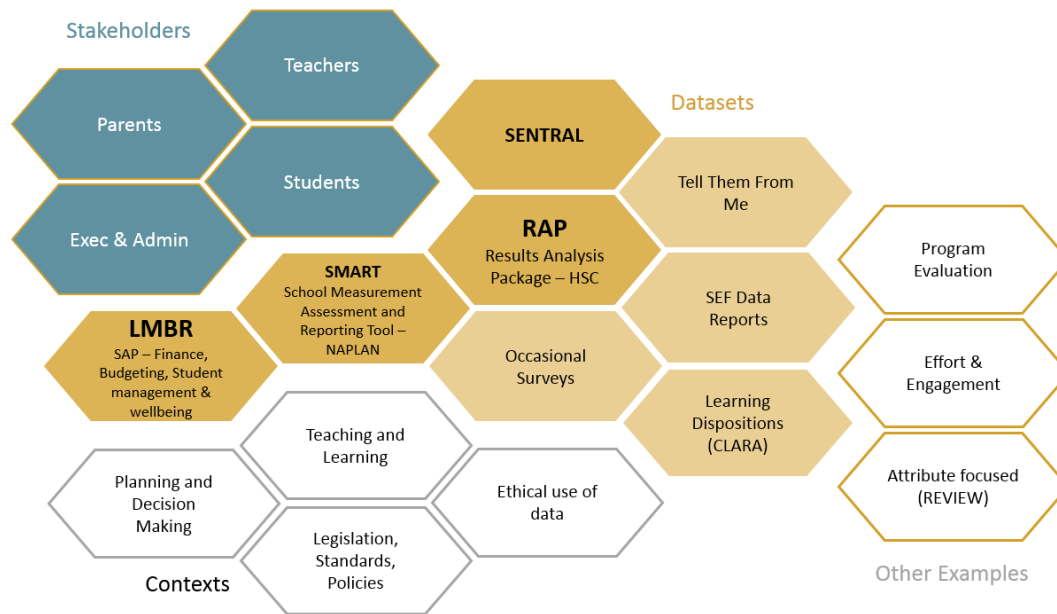 Stakeholders
Teachers
Parents
Students
Exec & Admin
Datasets
SENTRAL
Tell Them From
Me
RAP
Results Analysis
Package – HSC
SMART
School Measurement
Assessment and
Reporting Tool –
NAPLAN
SEF Data
Reports
LMBR
SAP – Finance,
Budgeting, Student
management &
wellbeing
Occasional
Surveys
Learning
Dispositions
(CLARA)
Program
Evaluation
Effort &
Engagement
Attribute focused
(REVIEW)
Other Examples
Teaching and
Learning
Planning and
Decision
Making
Ethical use of
data
Legislation,
Standards,
Policies
Contexts